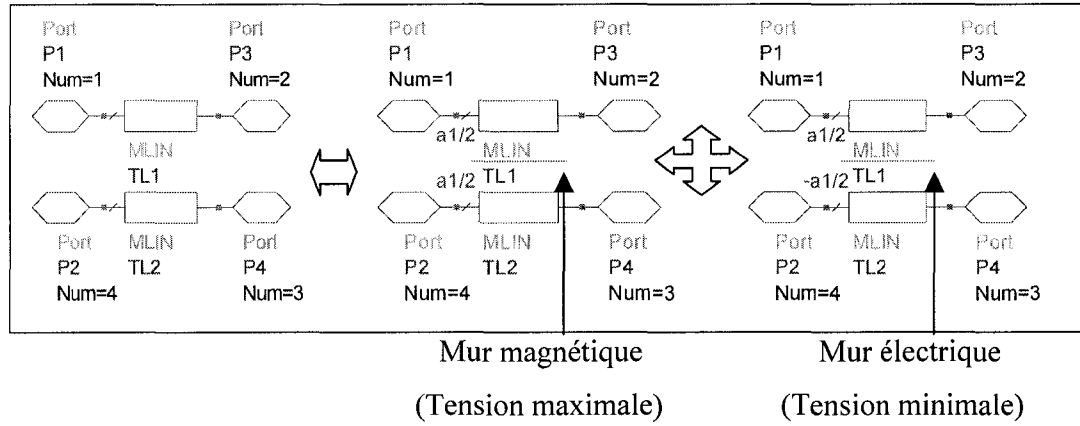 Port Port Port Port Port Port
P1 P3 P1 P3 P1 P3
Num=1 Num=2 Num=1 Num=2 Num=1 Num=2
a1/2 a1/2
MLIN MLIN MLIN
TL1 TL1 TL1
a1/2 -a1/2
Port MLIN Port Port MLIN Port Port MLIN Port
P2 TL2 P4 P2 TL2 P4 P2 TL2 P4
Num=4 Num=3 Num=4 Num=3 Num=4 Num=3
Mur magnétique Mur électrique
(Tension maximale) (Tension minimale)